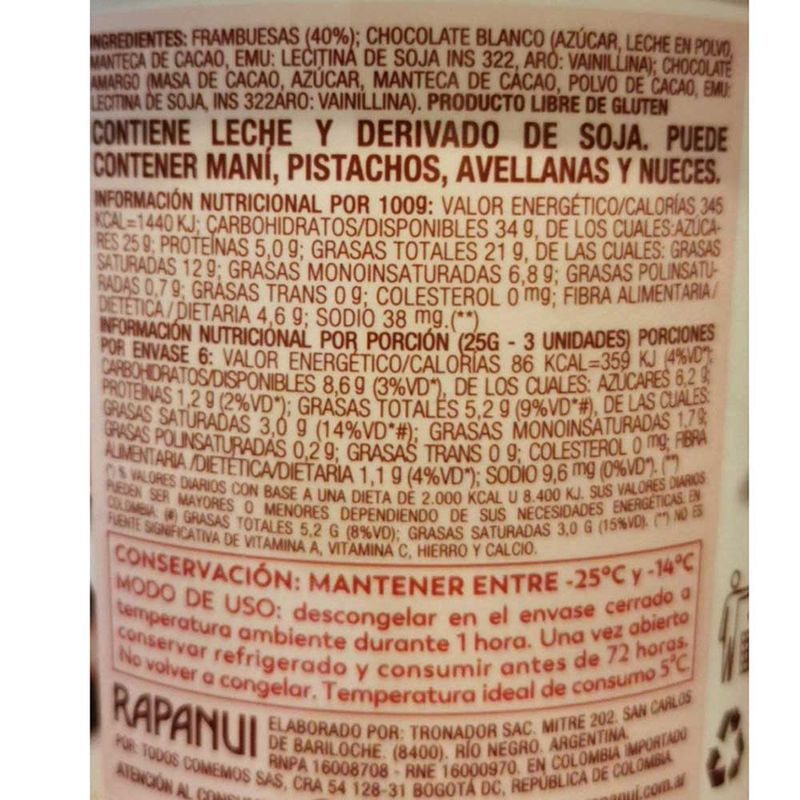 INGREDIENTES: FRAMBUESAS (40%); CHOCOLATE BLANCO (AZÚCAR, LECHE EN POLVO,
MANTECA DE CACAO, EMU: LECITINA DE SOJA INS 322, ARO: VAINILLINA); CHOCOLATE
AMARGO (MASA DE CACAO, AZÚCAR, MANTECA DE CACAO, POLVO DE CACAO, EMU:
LECITINA DE SOJA, INS 322ARO: VAINILLINA). PRODUCTO LIBRE DE GLUTEN
CONTIENE LECHE Y DERIVADO DE SOJA. PUEDE
CONTENER MANÍ, PISTACHOS, AVELLANAS Y NUECES.
INFORMACIÓN NUTRICIONAL POR 100g: VALOR ENERGÉTICO/CALORÍAS 345
KCAL=1440 KJ; CARBOHIDRATOS/DISPONIBLES 34 g, DE LOS CUALES:AZÚCA-
RES 25 g; PROTEÍNAS 5,0 g; GRASAS TOTALES 21 g, DE LAS CUALES: GRASAS
SATURADAS 12 g; GRASAS MONOINSATURADAS 6,8 g; GRASAS POLINSATU-
RADAS 0,7 g; GRASAS TRANS 0 g; COLESTEROL 0 mg; FIBRA ALIMENTARIA/
DIETÉTICA/DIETARIA 4,6 g; SODIO 38 mg.(**)
INFORMACIÓN NUTRICIONAL POR PORCIÓN (25G - 3 UNIDADES) PORCIONES
POR ENVASE 6: VALOR ENERGÉTICO/CALORÍAS 86 KCAL=359 KJ (4%VD*);
CARBOHIDRATOS/DISPONIBLES 8,6 g (3%VD*), DE LOS CUALES: AZÚCARES 6,2 g;
PROTEÍNAS 1,2 g (2%VD*); GRASAS TOTALES 5,2 g (9%VD*#), DE LAS CUALES:
GRASAS SATURADAS 3,0 g (14%VD*#); GRASAS MONOINSATURADAS 1,7 g;
GRASAS POLINSATURADAS 0,2 g; GRASAS TRANS 0 g; COLESTEROL 0 mg; FIBRA
ALIMENTARIA /DIETÉTICA/DIETARIA 1,1 g (4%VD*); SODIO 9,6 mg (0%VD*). (**)
(*) % VALORES DIARIOS CON BASE A UNA DIETA DE 2.000 KCAL U 8.400 KJ. SUS VALORES DIARIOS
PUEDEN SER MAYORES O MENORES DEPENDIENDO DE SUS NECESIDADES ENERGÉTICAS. EN
COLOMBIA. (#) GRASAS TOTALES 5,2 G (8%VD); GRASAS SATURADAS 3,0 G (15%VD). (**) NO ES
FUENTE SIGNIFICATIVA DE VITAMINA A, VITAMINA C, HIERRO Y CALCIO.
CONSERVACIÓN: MANTENER ENTRE -25°C y -14°C
MODO DE USO: descongelar en el envase cerrado a
temperatura ambiente durante 1 hora. Una vez abierto
conservar refrigerado y consumir antes de 72 horas.
No volver a congelar. Temperatura ideal de consumo 5°C
RAPANUI
ELABORADO POR: TRONADOR SAC. MITRE 202. SAN CARLOS
DE BARILOCHE. (8400). RÍO NEGRO. ARGENTINA.
RNPA 16008708 - RNE 16000970. EN COLOMBIA IMPORTADO
POR: TODOS COMEMOS SAS, CRA 54 128-31 BOGOTÁ DC, REPÚBLICA DE COLOMBIA.
ATENCIÓN AL